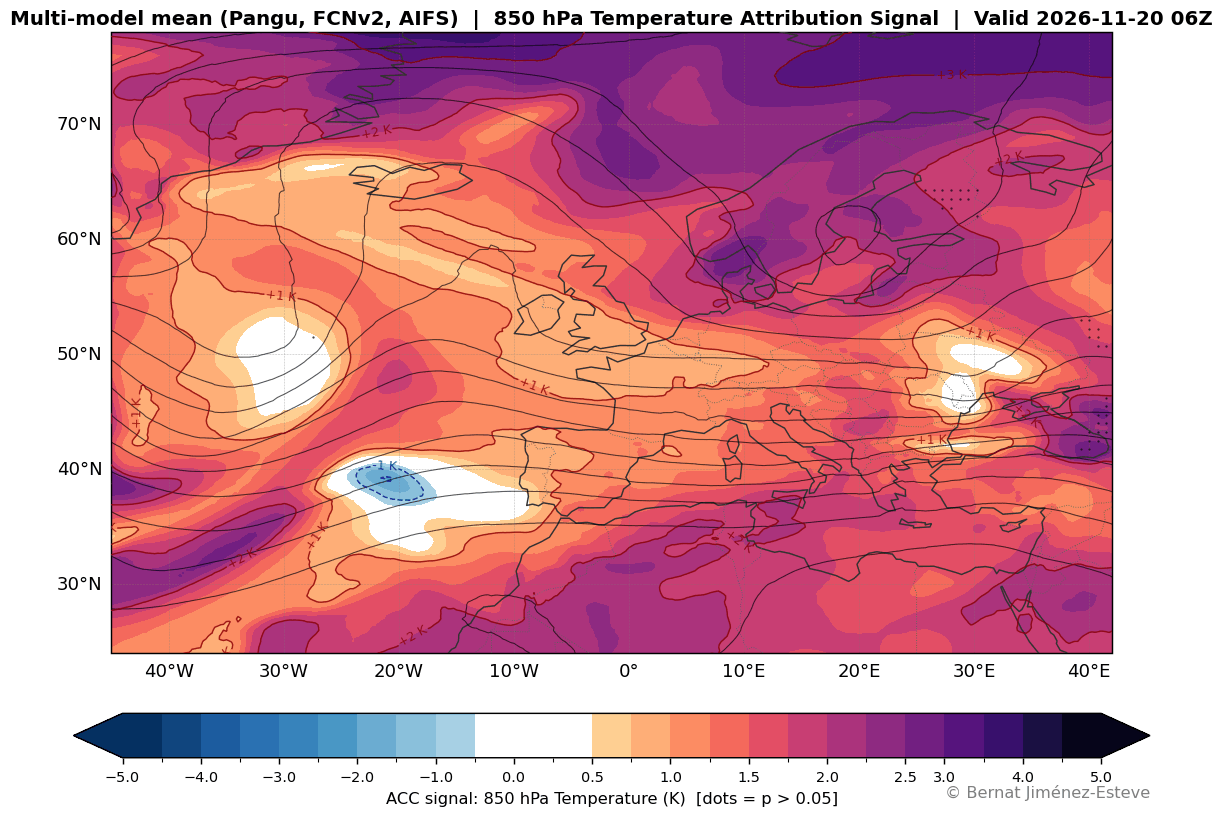 Multi-model mean (Pangu, FCNv2, AIFS)  |  850 hPa Temperature Attribution Signal  |  Valid 2026-11-20 06Z
+3 K
70°N
+2 K
+2 K
60°N
+1 K
+1 K
50°N
+1 K
+1 K
+2 K
+1 K
-1 K
40°N
+1 K
+2 K
+2 K
30°N
+2 K
40°W 30°W 20°W 10°W 0° 10°E 20°E 30°E 40°E
−5.0 −4.0 −3.0 −2.0 −1.0 0.0 0.5 1.0 1.5 2.0 2.5 3.0 4.0 5.0
ACC signal: 850 hPa Temperature (K)  [dots = p > 0.05]
© Bernat Jiménez-Esteve